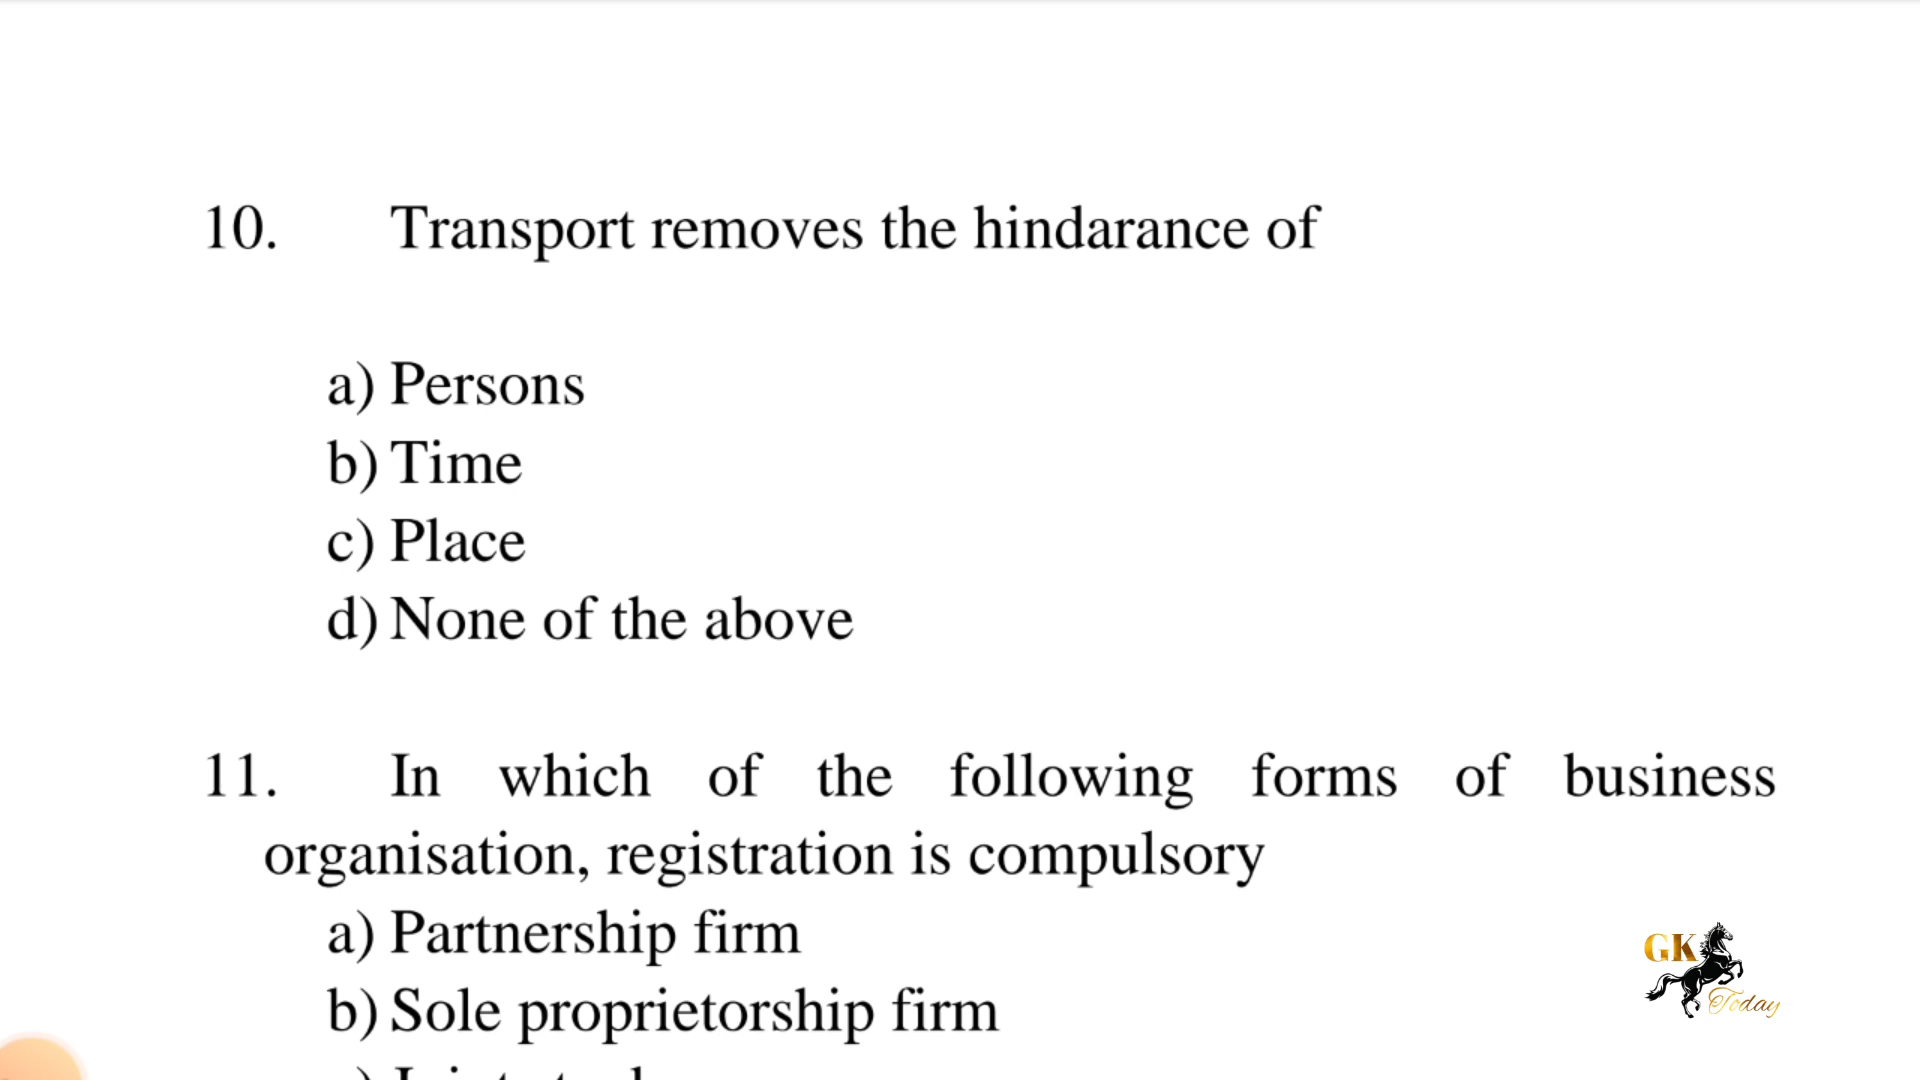 10. Transport removes the hindarance of
a) Persons
b) Time
c) Place
d) None of the above
11. In which of the following forms of business
organisation, registration is compulsory
a) Partnership firm
b) Sole proprietorship firm
GK
Today